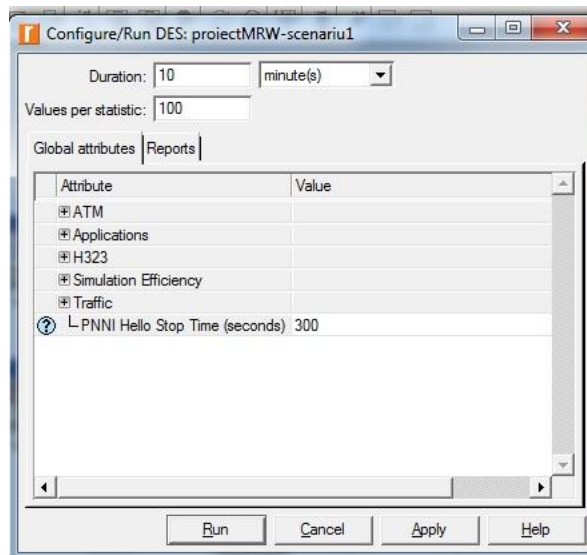 Configure/Run DES: proiectMRW-scenariu1
Duration: 10 minute(s)
Values per statistic: 100
Global attributes Reports
Attribute Value
ATM
Applications
H323
Simulation Efficiency
Traffic
? PNNI Hello Stop Time (seconds) 300
Run Cancel Apply Help